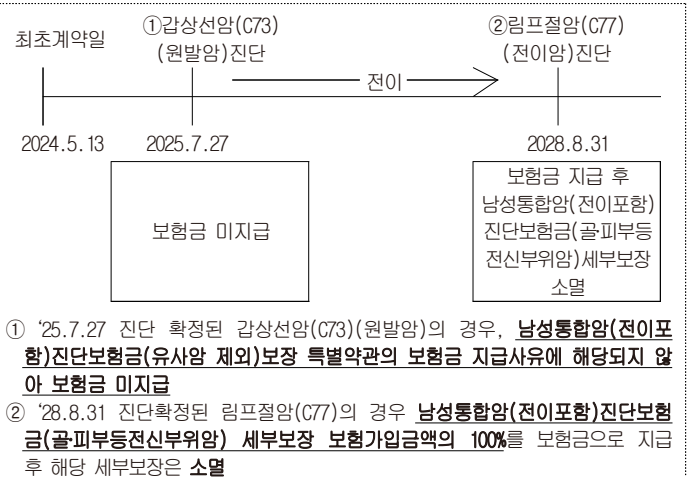 최초계약일
①갑상선암(C73)
(원발암)진단
②림프절암(C77)
(전이암)진단
전이
2024.5.13
2025.7.27
2028.8.31
보험금 미지급
보험금 지급 후
남성통합암(전이포함)
진단보험금(골·피부등
전신부위암)세부보장
소멸
① ‘25.7.27 진단 확정된 갑상선암(C73)(원발암)의 경우, 남성통합암(전이포
함)진단보험금(유사암 제외)보장 특별약관의 보험금 지급사유에 해당되지 않
아 보험금 미지급
② ‘28.8.31 진단확정된 림프절암(C77)의 경우 남성통합암(전이포함)진단보험
금(골·피부등전신부위암) 세부보장 보험가입금액의 100%를 보험금으로 지급
후 해당 세부보장은 소멸